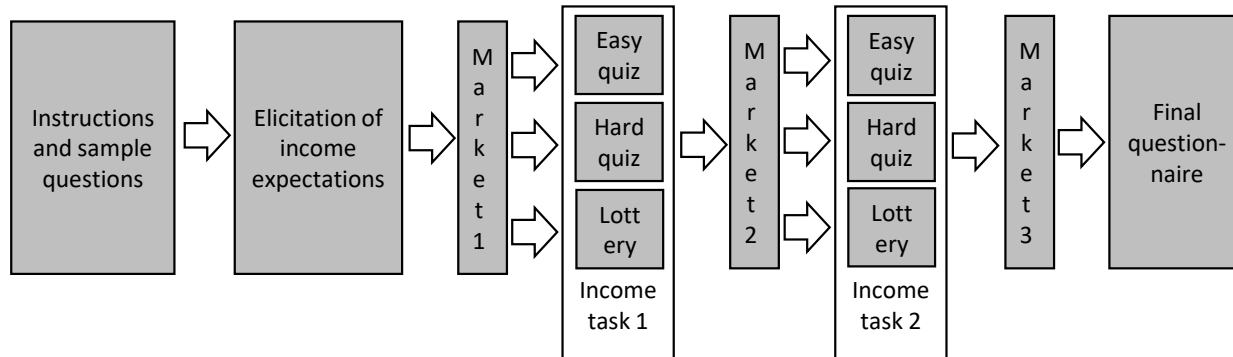 Instructions
and sample
questions
Elicitation of
income
expectations
M
a
r
k
e
t
1
Easy
quiz
Hard
quiz
Lott
ery
Income
task 1
M
a
r
k
e
t
2
Easy
quiz
Hard
quiz
Lott
ery
Income
task 2
M
a
r
k
e
t
3
Final
question-
naire